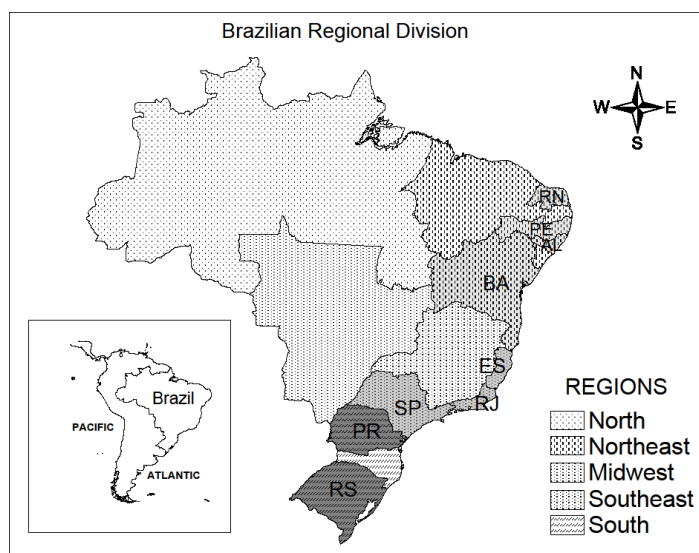 Brazilian Regional Division
N
W E
S
RN
PE
AL
BA
ES
SP
RJ
PR
RS
Brazil
PACIFIC
ATLANTIC
REGIONS
North
Northeast
Midwest
Southeast
South